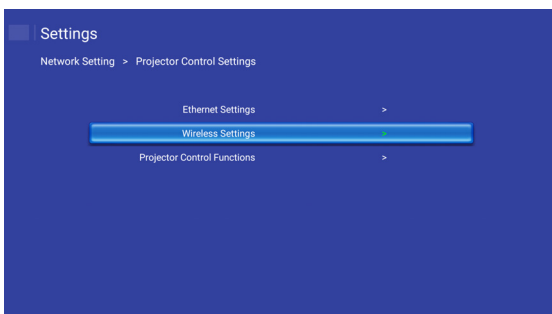 Settings
Network Setting > Projector Control Settings
Ethernet Settings >
Wireless Settings >
Projector Control Functions >